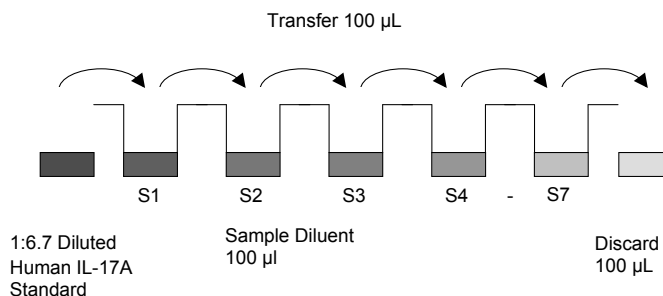 Transfer 100 µL
S1 S2 S3 S4 - S7
1:6.7 Diluted
Human IL-17A
Standard
Sample Diluent
100 µl
Discard
100 µL